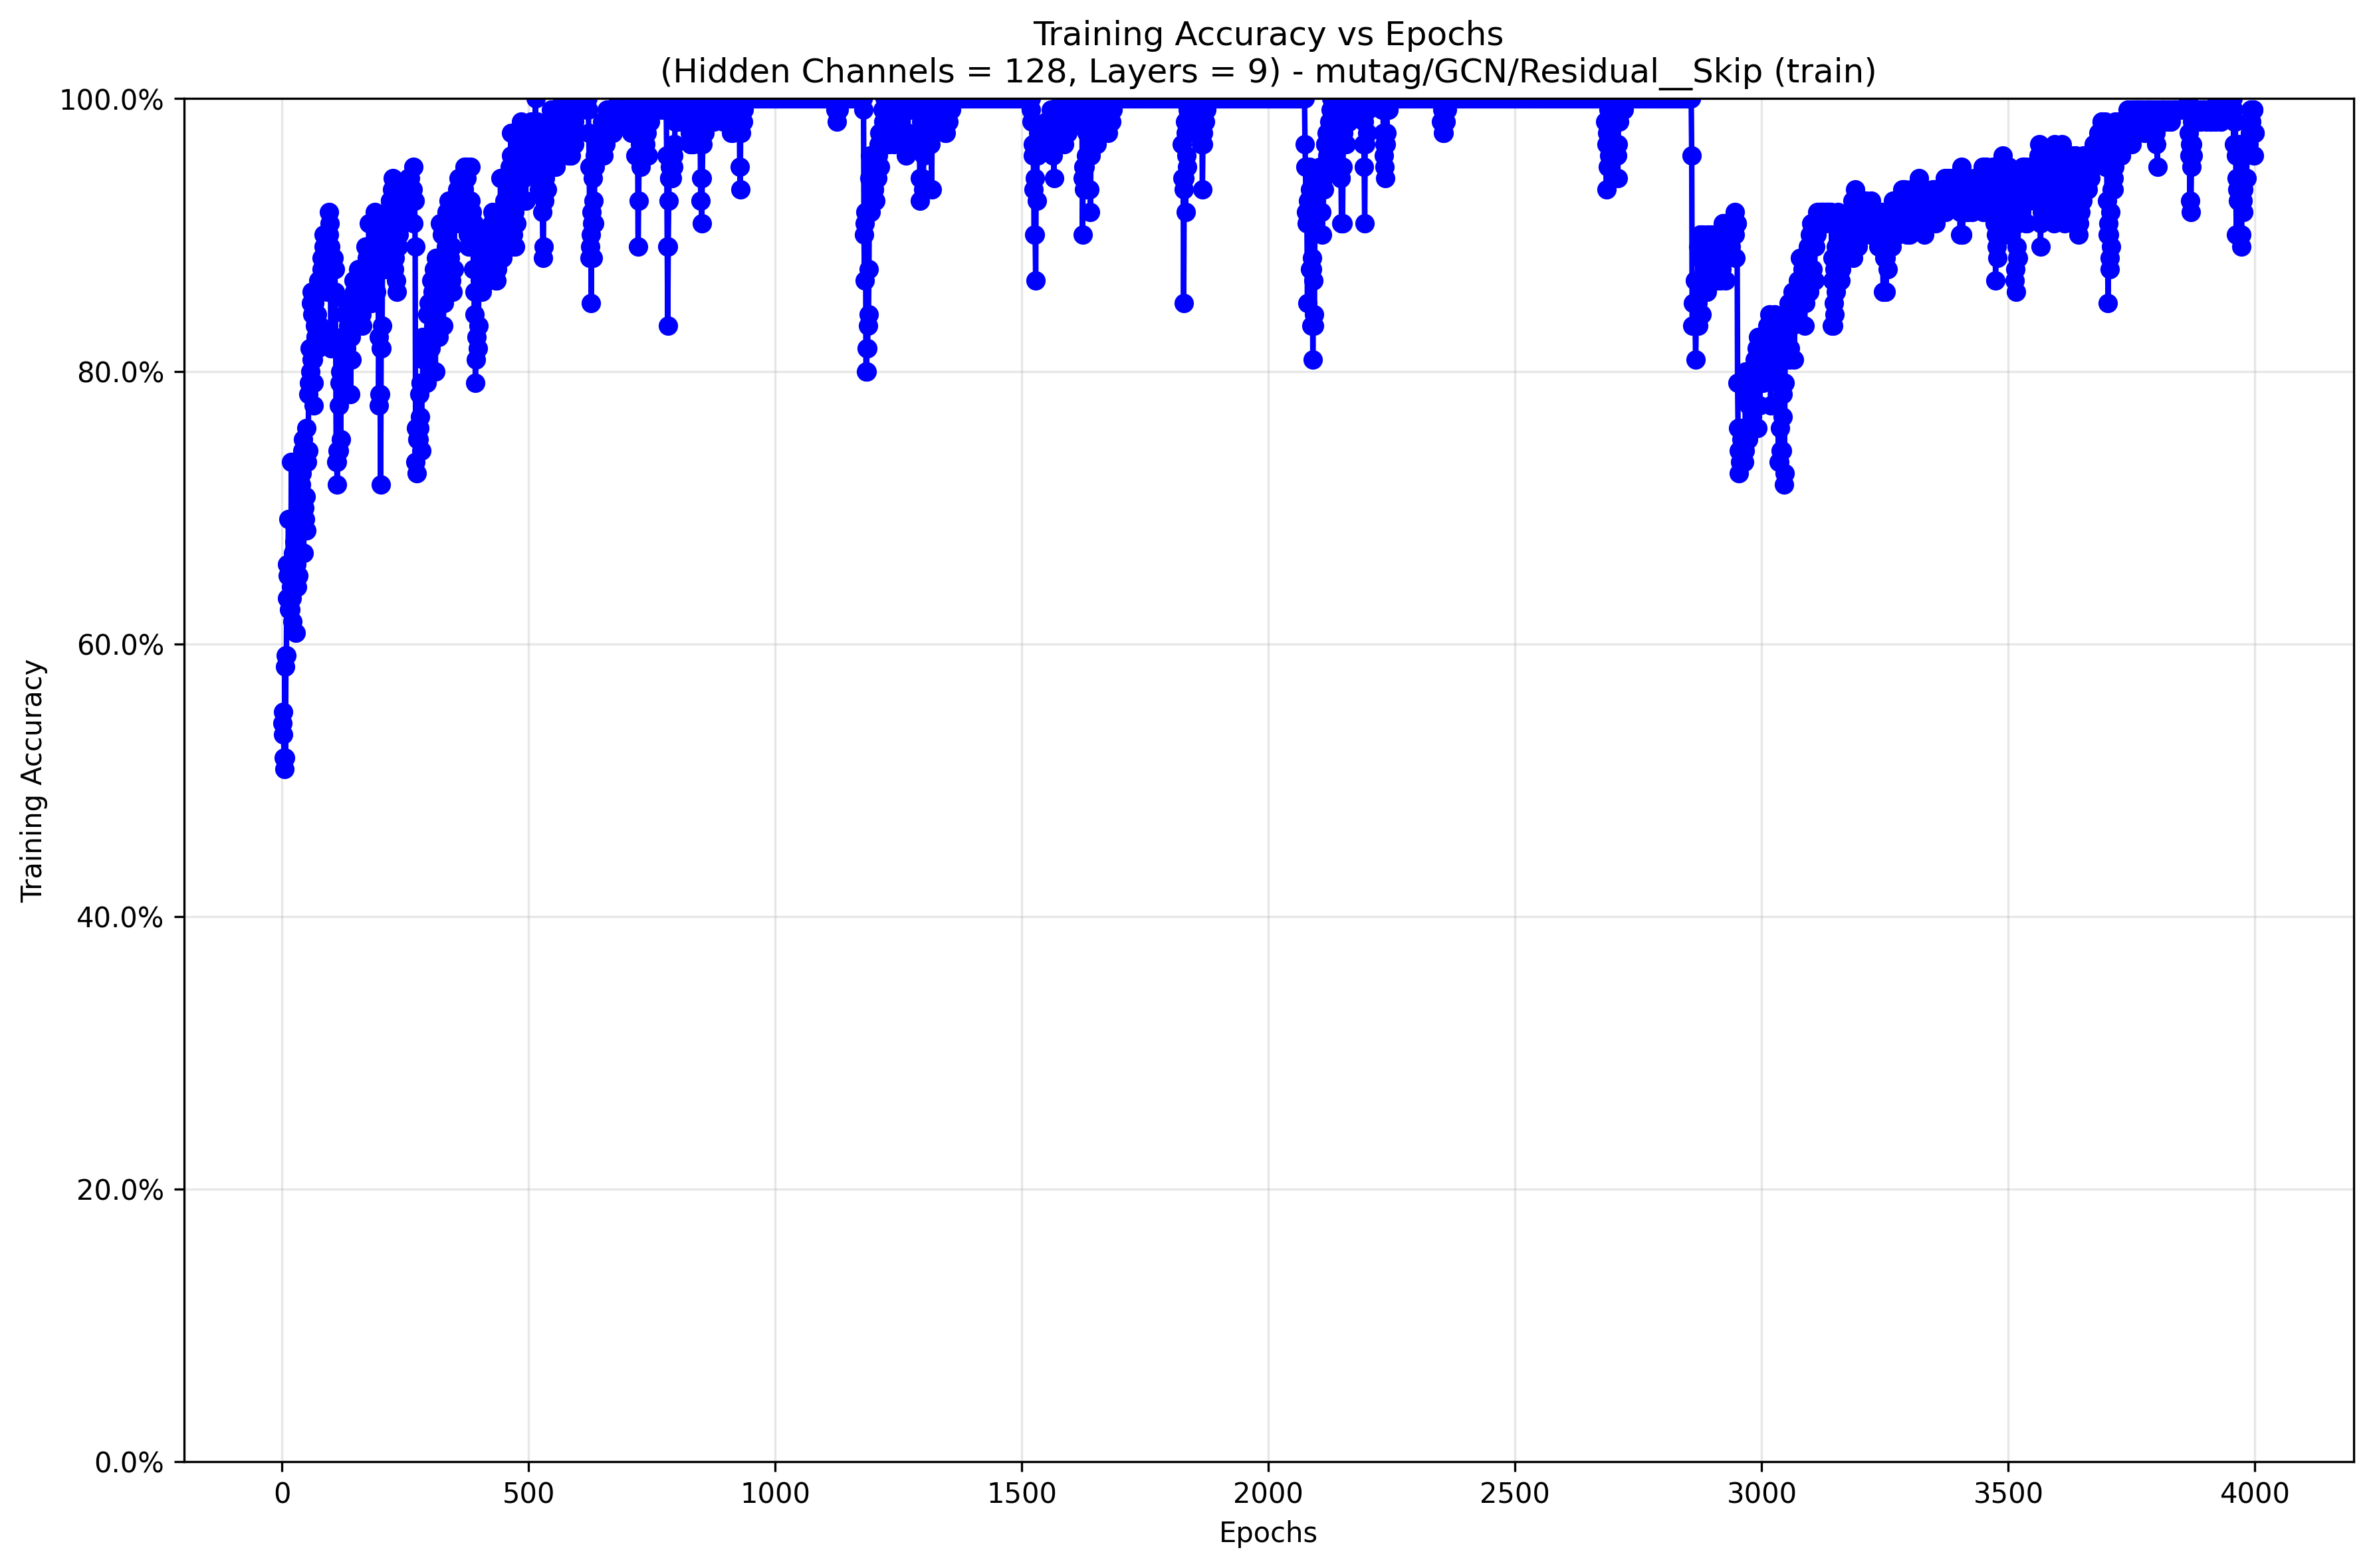 Training Accuracy vs Epochs
(Hidden Channels = 128, Layers = 9) - mutag/GCN/Residual__Skip (train)
100.0%
80.0%
60.0%
40.0%
20.0%
0.0%
Training Accuracy
0 500 1000 1500 2000 2500 3000 3500 4000
Epochs